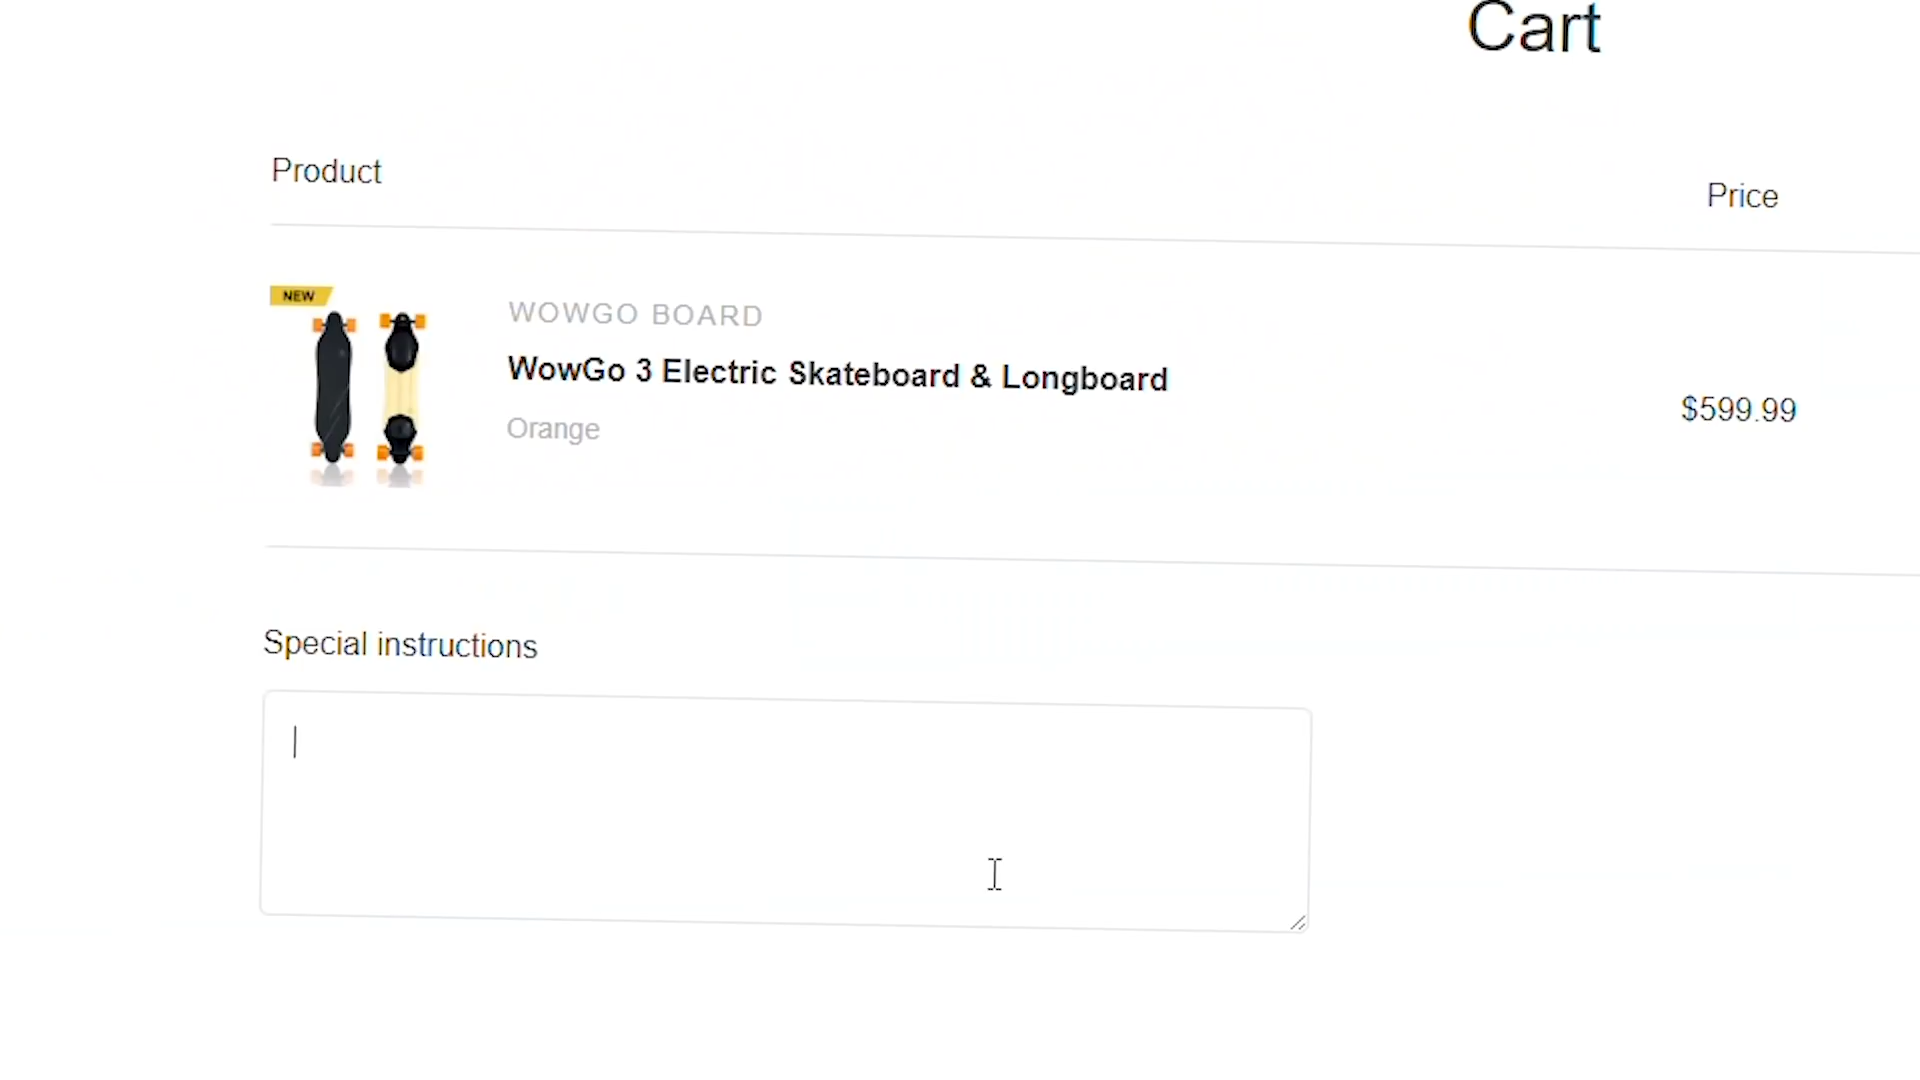 Cart
Product
Price
NEW
WOWGO BOARD
WowGo 3 Electric Skateboard & Longboard
Orange
$599.99
Special instructions